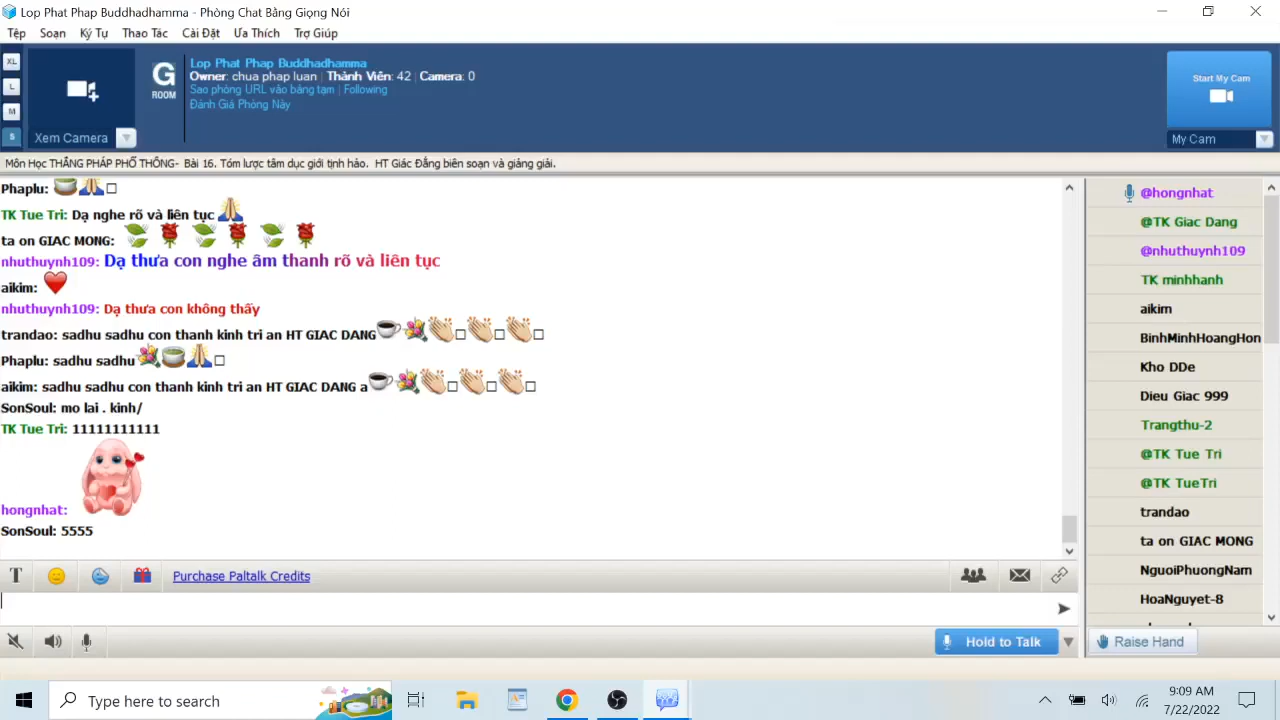 Lop Phat Phap Buddhadhamma - Phòng Chat Bằng Giọng Nói
Tệp Soạn Ký Tự Thao Tác Cài Đặt Ưa Thích Trợ Giúp
XL
L
M
S
Xem Camera
G
ROOM
Lop Phat Phap Buddhadhamma
Owner: chua phap luan | Thành Viên: 42 | Camera: 0
Sao phòng URL vào bảng tạm | Following
Đánh Giá Phòng Này
Start My Cam
My Cam
Môn Học THẮNG PHÁP PHỔ THÔNG- Bài 16. Tóm lược tâm dục giới tịnh hảo. HT Giác Đẳng biên soạn và giảng giải.
Phaplu: 🍵🙏□
TK Tue Tri: Dạ nghe rõ và liên tục 🙏
ta on GIAC MONG: 🍃🌹🍃🌹🍃🌹
nhuthuynh109: Dạ thưa con nghe âm thanh rõ và liên tục
aikim: ❤️
nhuthuynh109: Dạ thưa con không thấy
trandao: sadhu sadhu con thanh kinh tri an HT GIAC DANG☕💐👏□👏□👏□
Phaplu: sadhu sadhu💐🍵🙏□
aikim: sadhu sadhu con thanh kinh tri an HT GIAC DANG a☕💐👏□👏□👏□
SonSoul: mo lai . kinh/
TK Tue Tri: 11111111111
hongnhat:
SonSoul: 5555
@hongnhat
@TK Giac Dang
@nhuthuynh109
TK minhhanh
aikim
BinhMinhHoangHon
Kho DDe
Dieu Giac 999
Trangthu-2
@TK Tue Tri
@TK TueTri
trandao
ta on GIAC MONG
NguoiPhuongNam
HoaNguyet-8
T Purchase Paltalk Credits
Hold to Talk
Raise Hand
Type here to search
9:09 AM
7/22/2022